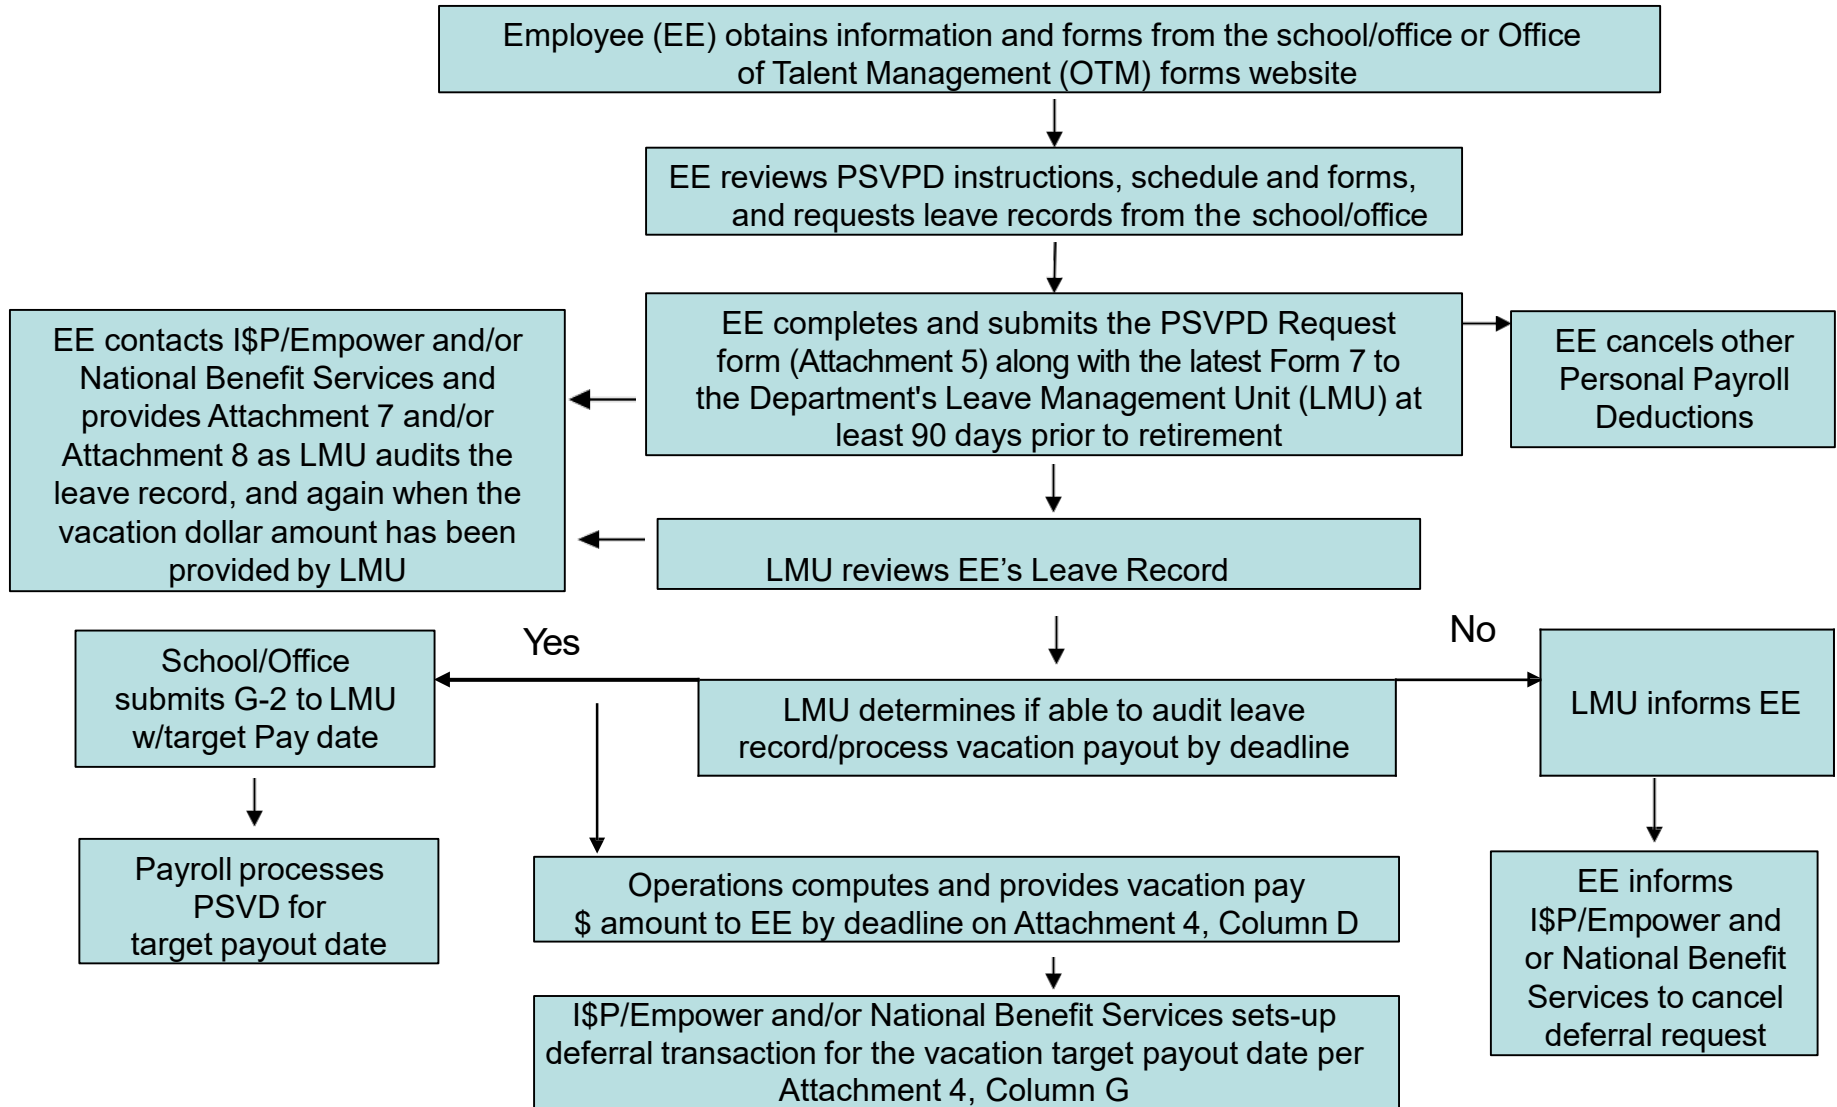 Employee (EE) obtains information and forms from the school/office or Office
of Talent Management (OTM) forms website
EE reviews PSVPD instructions, schedule and forms,
and requests leave records from the school/office
EE completes and submits the PSVPD Request
form (Attachment 5) along with the latest Form 7 to
the Department's Leave Management Unit (LMU) at
least 90 days prior to retirement
EE cancels other
Personal Payroll
Deductions
EE contacts I$P/Empower and/or
National Benefit Services and
provides Attachment 7 and/or
Attachment 8 as LMU audits the
leave record, and again when the
vacation dollar amount has been
provided by LMU
LMU reviews EE’s Leave Record
Yes
No
School/Office
submits G-2 to LMU
w/target Pay date
LMU determines if able to audit leave
record/process vacation payout by deadline
LMU informs EE
Payroll processes
PSVD for
target payout date
Operations computes and provides vacation pay
$ amount to EE by deadline on Attachment 4, Column D
EE informs
I$P/Empower and
or National Benefit
Services to cancel
deferral request
I$P/Empower and/or National Benefit Services sets-up
deferral transaction for the vacation target payout date per
Attachment 4, Column G